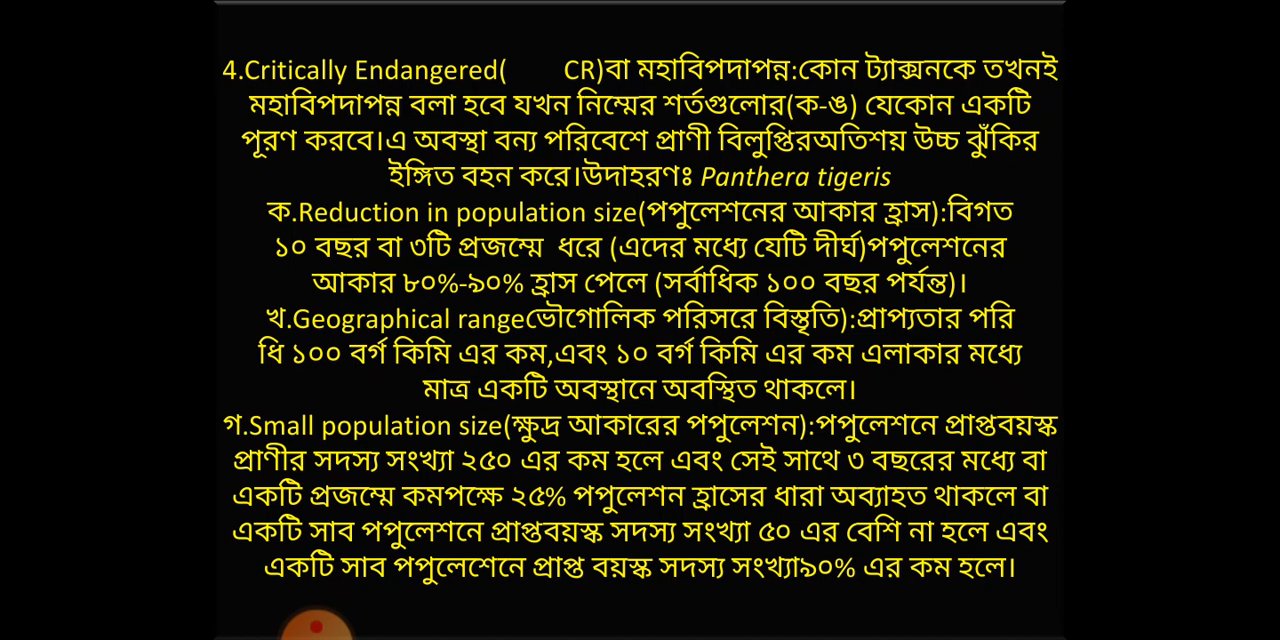 4.Critically Endangered( CR)বা মহাবিপদাপন্ন:কোন ট্যাক্সনকে তখনই
মহাবিপদাপন্ন বলা হবে যখন নিম্মের শর্তগুলোর(ক-ঙ) যেকোন একটি
পূরণ করবে।এ অবস্থা বন্য পরিবেশে প্রাণী বিলুপ্তিরঅতিশয় উচ্চ ঝুঁকির
ইঙ্গিত বহন করে।উদাহরণঃ Panthera tigeris
ক.Reduction in population size(পপুলেশনের আকার হ্রাস):বিগত
১০ বছর বা ৩টি প্রজম্মে ধরে (এদের মধ্যে যেটি দীর্ঘ)পপুলেশনের
আকার ৮০%-৯০% হ্রাস পেলে (সর্বাধিক ১০০ বছর পর্যন্ত)।
খ.Geographical range(ভৌগোলিক পরিসরে বিস্তৃতি):প্রাপ্যতার পরি
ধি ১০০ বর্গ কিমি এর কম,এবং ১০ বর্গ কিমি এর কম এলাকার মধ্যে
মাত্র একটি অবস্থানে অবস্থিত থাকলে।
গ.Small population size(ক্ষুদ্র আকারের পপুলেশন):পপুলেশনে প্রাপ্তবয়স্ক
প্রাণীর সদস্য সংখ্যা ২৫০ এর কম হলে এবং সেই সাথে ৩ বছরের মধ্যে বা
একটি প্রজম্মে কমপক্ষে ২৫% পপুলেশন হ্রাসের ধারা অব্যাহত থাকলে বা
একটি সাব পপুলেশনে প্রাপ্তবয়স্ক সদস্য সংখ্যা ৫০ এর বেশি না হলে এবং
একটি সাব পপুলেশেনে প্রাপ্ত বয়স্ক সদস্য সংখ্যা৯০% এর কম হলে।